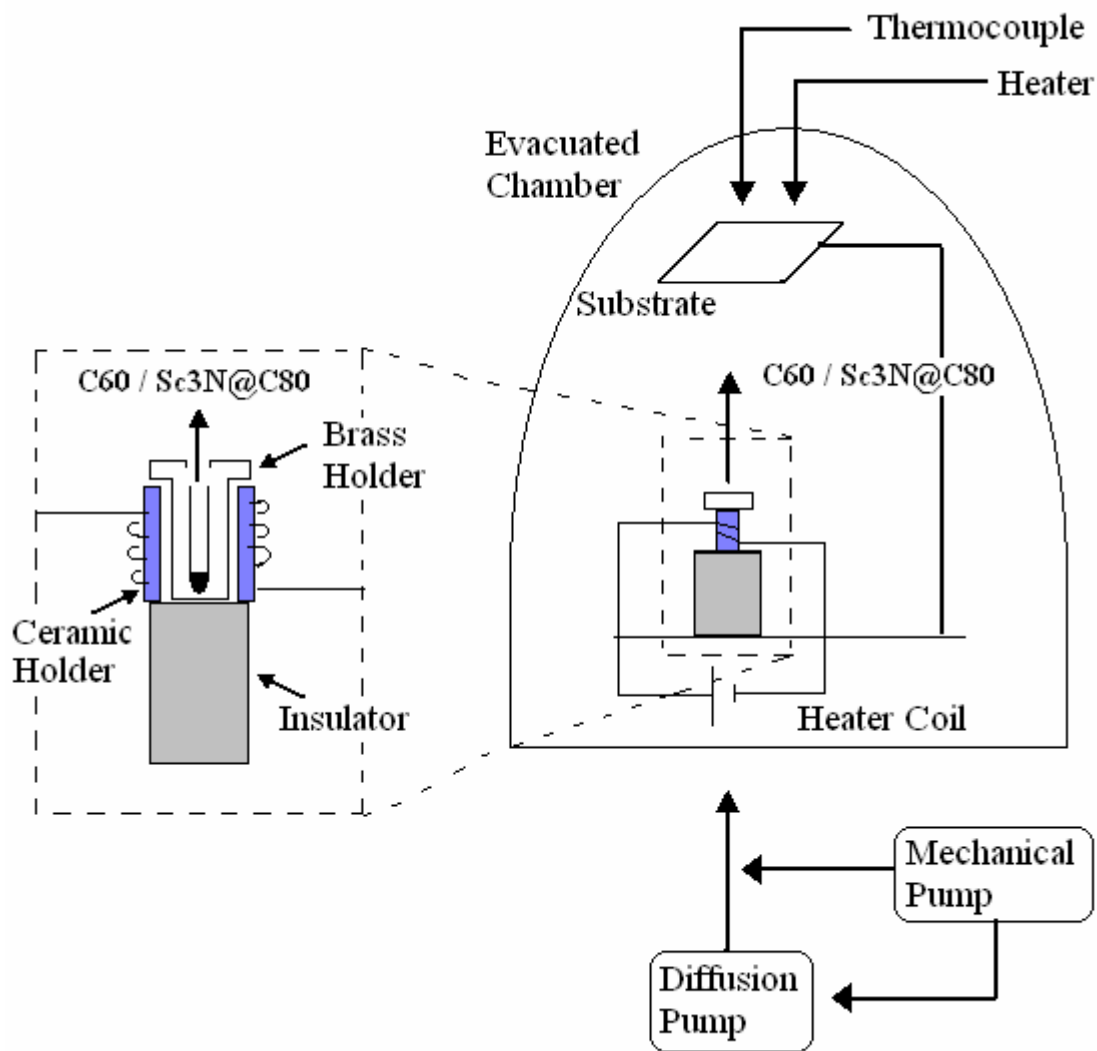 Thermocouple
Heater
Evacuated
Chamber
Substrate
C60 / Sc3N@C80
C60 / Sc3N@C80
Brass
Holder
Ceramic
Holder
Insulator
Heater Coil
Mechanical
Pump
Diffusion
Pump